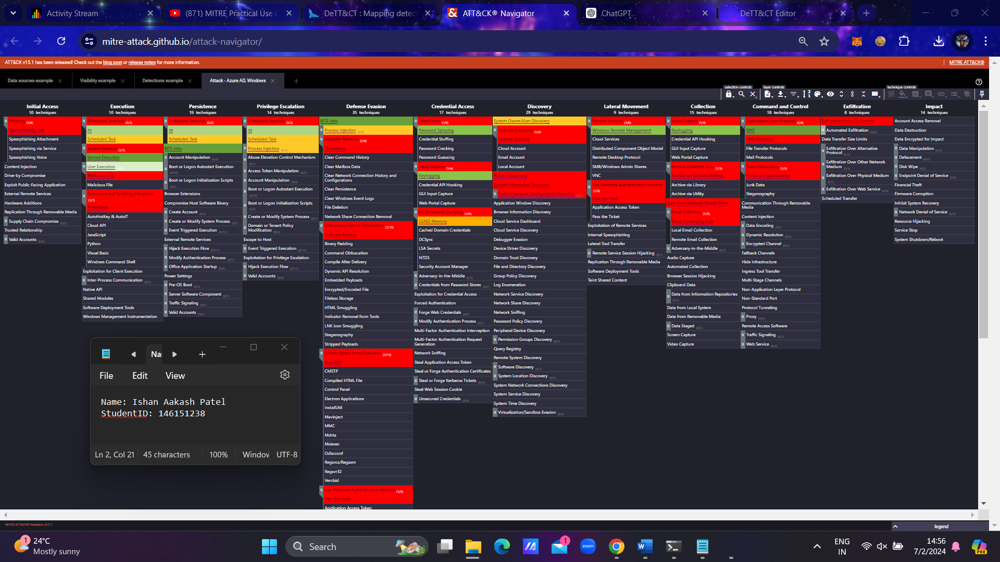 Activity Stream
(871) MITRE Practical Use C
DeTT&CT : Mapping detec
ATT&CK® Navigator
ChatGPT
DeTT&CT Editor
mitre-attack.github.io/attack-navigator/
ATT&CK v15.1 has been released! Check out the blog post or release notes for more information.
MITRE ATT&CK®
Data sources example
Visibility example
Detections example
Attack - Azure AD, Windows
selection controls
layer controls
technique controls
Initial Access
10 techniques
Phishing (1/4)
Spearphishing Link
Spearphishing Attachment
Spearphishing via Service
Spearphishing Voice
Content Injection
Drive-by Compromise
Exploit Public-Facing Application
External Remote Services
Hardware Additions
Replication Through Removable Media
Supply Chain Compromise (0/3)
Trusted Relationship
Valid Accounts (0/4)
Execution
10 techniques
Scheduled Task/Job (2/2)
At
Scheduled Task
System Services (1/1)
Service Execution
User Execution
Malicious Link
Malicious File
Command and Scripting Interpreter
(1/7)
PowerShell
AutoHotKey & AutoIT
Cloud API
JavaScript
Python
Visual Basic
Windows Command Shell
Exploitation for Client Execution
Inter-Process Communication (0/2)
Native API
Shared Modules
Software Deployment Tools
Windows Management Instrumentation
Persistence
19 techniques
Scheduled Task/Job (2/2)
At
Scheduled Task
BITS Jobs
Account Manipulation (0/4)
Boot or Logon Autostart Execution
(0/10)
Boot or Logon Initialization Scripts
(0/2)
Browser Extensions
Compromise Host Software Binary
Create Account (0/3)
Create or Modify System Process (0/1)
Event Triggered Execution (0/12)
External Remote Services
Hijack Execution Flow (0/11)
Modify Authentication Process (0/7)
Office Application Startup (0/6)
Power Settings
Pre-OS Boot (0/3)
Server Software Component (0/5)
Traffic Signaling (0/2)
Valid Accounts (0/4)
Privilege Escalation
14 techniques
Scheduled Task/Job (2/2)
At
Scheduled Task
Process Injection (0/9)
Abuse Elevation Control Mechanism
(0/2)
Access Token Manipulation (0/5)
Account Manipulation (0/4)
Boot or Logon Autostart Execution
(0/10)
Boot or Logon Initialization Scripts
(0/2)
Create or Modify System Process (0/1)
Domain or Tenant Policy
Modification (0/2)
Escape to Host
Event Triggered Execution (0/12)
Exploitation for Privilege Escalation
Hijack Execution Flow (0/11)
Valid Accounts (0/4)
Defense Evasion
35 techniques
BITS Jobs
Process Injection (0/9)
Indicator Removal (1/8)
Timestomp
Clear Command History
Clear Mailbox Data
Clear Network Connection History and
Configurations
Clear Persistence
Clear Windows Event Logs
File Deletion
Network Share Connection Removal
Obfuscated Files or Information (1/13)
Software Packing
Binary Padding
Command Obfuscation
Compile After Delivery
Dynamic API Resolution
Embedded Payloads
Encrypted/Encoded File
Fileless Storage
HTML Smuggling
Indicator Removal from Tools
LNK Icon Smuggling
Steganography
Stripped Payloads
System Binary Proxy Execution (1/14)
Rundll32
CMSTP
Compiled HTML File
Control Panel
Electron Applications
InstallUtil
Mavinject
MMC
Mshta
Msiexec
Odbcconf
Regsvcs/Regasm
Regsvr32
Verclsid
Use Alternate Authentication Material (1/3)
Pass the Hash
Application Access Token
Credential Access
17 techniques
Brute Force (1/4)
Password Spraying
Credential Stuffing
Password Cracking
Password Guessing
Input Capture (1/4)
Keylogging
Credential API Hooking
GUI Input Capture
Web Portal Capture
OS Credential Dumping (1/6)
LSASS Memory
Cached Domain Credentials
DCSync
LSA Secrets
NTDS
Security Account Manager
Adversary-in-the-Middle (0/3)
Credentials from Password Stores (0/3)
Exploitation for Credential Access
Forced Authentication
Forge Web Credentials (0/2)
Modify Authentication Process (0/7)
Multi-Factor Authentication Interception
Multi-Factor Authentication Request
Generation
Network Sniffing
Steal Application Access Token
Steal or Forge Authentication Certificates
Steal or Forge Kerberos Tickets (0/4)
Steal Web Session Cookie
Unsecured Credentials (0/4)
Discovery
29 techniques
System Owner/User Discovery
Account Discovery (1/4)
Domain Account
Cloud Account
Email Account
Local Account
Process Discovery
System Information Discovery
System Network Configuration Discovery (0/2)
Application Window Discovery
Browser Information Discovery
Cloud Service Dashboard
Cloud Service Discovery
Debugger Evasion
Device Driver Discovery
Domain Trust Discovery
File and Directory Discovery
Group Policy Discovery
Log Enumeration
Network Service Discovery
Network Share Discovery
Network Sniffing
Password Policy Discovery
Peripheral Device Discovery
Permission Groups Discovery (0/3)
Query Registry
Remote System Discovery
Software Discovery (0/1)
System Location Discovery (0/1)
System Network Connections Discovery
System Service Discovery
System Time Discovery
Virtualization/Sandbox Evasion (0/3)
Lateral Movement
9 techniques
Remote Services (1/6)
Windows Remote Management
Cloud Services
Distributed Component Object Model
Remote Desktop Protocol
SMB/Windows Admin Shares
VNC
Use Alternate Authentication Material
(1/3)
Pass the Hash
Application Access Token
Pass the Ticket
Exploitation of Remote Services
Internal Spearphishing
Lateral Tool Transfer
Remote Service Session Hijacking (0/1)
Replication Through Removable Media
Software Deployment Tools
Taint Shared Content
Collection
15 techniques
Input Capture (1/4)
Keylogging
Credential API Hooking
GUI Input Capture
Web Portal Capture
Archive Collected Data (1/3)
Archive via Custom Method
Archive via Library
Archive via Utility
Data from Network Shared Drive
Email Collection (1/3)
Email Forwarding Rule
Local Email Collection
Remote Email Collection
Adversary-in-the-Middle (0/3)
Audio Capture
Automated Collection
Browser Session Hijacking
Clipboard Data
Data from Information Repositories
(0/1)
Data from Local System
Data from Removable Media
Data Staged (0/2)
Screen Capture
Video Capture
Command and Control
18 techniques
Application Layer Protocol (2/4)
DNS
Web Protocols
File Transfer Protocols
Mail Protocols
Data Obfuscation (1/3)
Protocol Impersonation
Junk Data
Steganography
Communication Through Removable
Media
Content Injection
Data Encoding (0/2)
Dynamic Resolution (0/3)
Encrypted Channel (0/2)
Fallback Channels
Hide Infrastructure
Ingress Tool Transfer
Multi-Stage Channels
Non-Application Layer Protocol
Non-Standard Port
Protocol Tunneling
Proxy (0/4)
Remote Access Software
Traffic Signaling (0/2)
Web Service (0/3)
Exfiltration
8 techniques
Exfiltration Over C2 Channel
Automated Exfiltration (0/0)
Data Transfer Size Limits
Exfiltration Over Alternative
Protocol (0/3)
Exfiltration Over Other Network
Medium (0/1)
Exfiltration Over Physical Medium
(0/1)
Exfiltration Over Web Service (0/4)
Scheduled Transfer
Impact
14 techniques
Account Access Removal
Data Destruction
Data Encrypted for Impact
Data Manipulation (0/3)
Defacement (0/2)
Disk Wipe (0/2)
Endpoint Denial of Service (0/4)
Financial Theft
Firmware Corruption
Inhibit System Recovery
Network Denial of Service (0/2)
Resource Hijacking
Service Stop
System Shutdown/Reboot
Na
File Edit View
Name: Ishan Aakash Patel
StudentID: 146151238
Ln 2, Col 21 45 characters 100% Window UTF-8
MITRE ATT&CK® Navigator v5.0.1
legend
1
24°C
Mostly sunny
Search
1
zoom
ENG
IN
14:56
7/2/2024
PRE